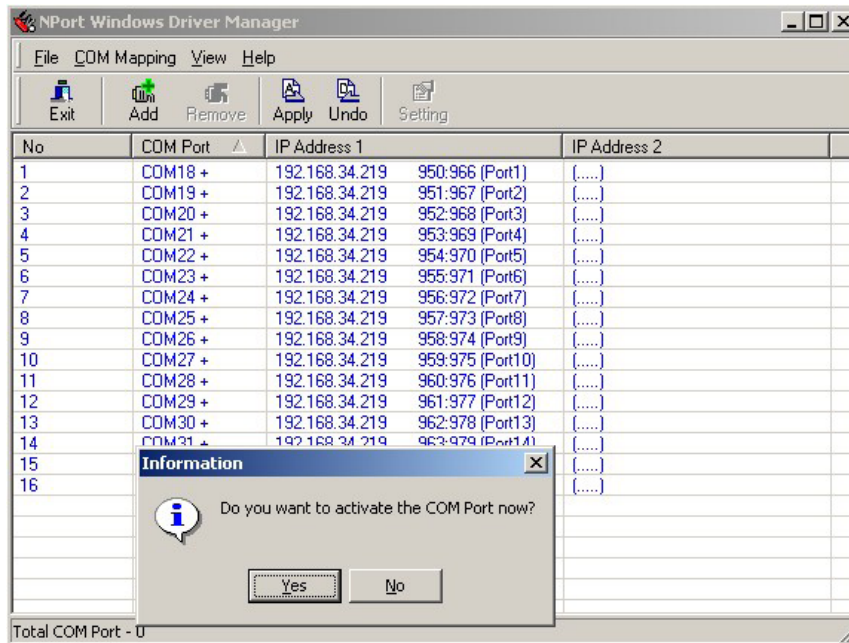 NPort Windows Driver Manager
File COM Mapping View Help
Exit Add Remove Apply Undo Setting
No COM Port IP Address 1 IP Address 2
1 COM18 + 192.168.34.219 950:966 (Port1) (.....)
2 COM19 + 192.168.34.219 951:967 (Port2) (.....)
3 COM20 + 192.168.34.219 952:968 (Port3) (.....)
4 COM21 + 192.168.34.219 953:969 (Port4) (.....)
5 COM22 + 192.168.34.219 954:970 (Port5) (.....)
6 COM23 + 192.168.34.219 955:971 (Port6) (.....)
7 COM24 + 192.168.34.219 956:972 (Port7) (.....)
8 COM25 + 192.168.34.219 957:973 (Port8) (.....)
9 COM26 + 192.168.34.219 958:974 (Port9) (.....)
10 COM27 + 192.168.34.219 959:975 (Port10) (.....)
11 COM28 + 192.168.34.219 960:976 (Port11) (.....)
12 COM29 + 192.168.34.219 961:977 (Port12) (.....)
13 COM30 + 192.168.34.219 962:978 (Port13) (.....)
14 COM31 + 192.168.34.219 963:979 (Port14) (.....)
15 (.....)
16 (.....)
Information
Do you want to activate the COM Port now?
Yes No
Total COM Port - 0